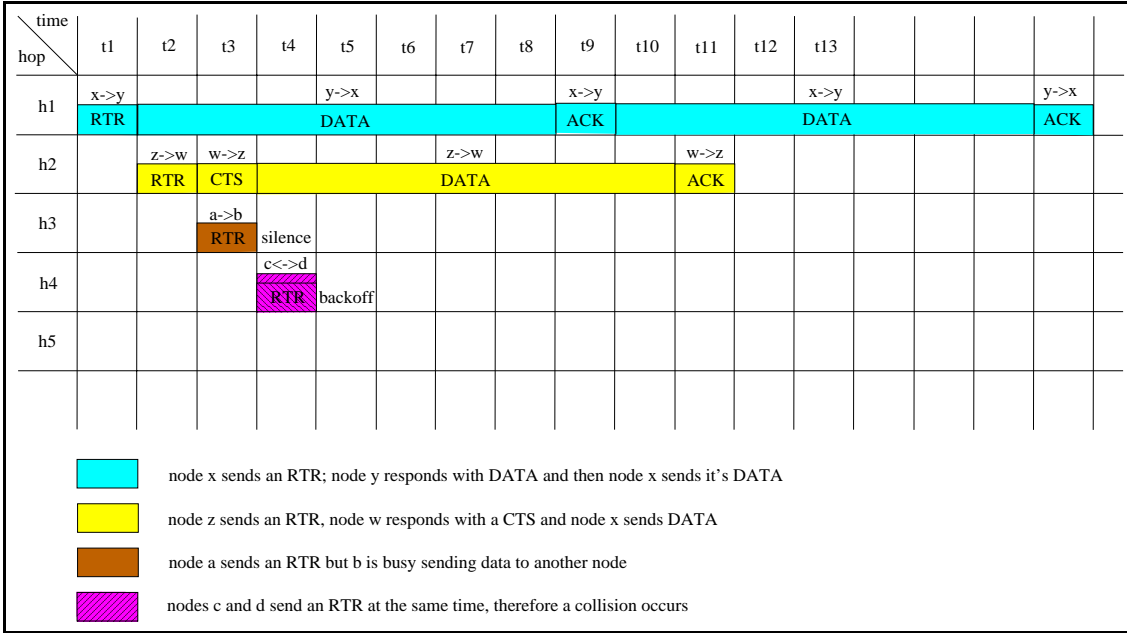 time
hop
t1 t2 t3 t4 t5 t6 t7 t8 t9 t10 t11 t12 t13
x->y y->x x->y x->y y->x
h1
RTR DATA ACK DATA ACK
z->w w->z z->w w->z
h2
RTR CTS DATA ACK
a->b
h3
RTR silence
c<->d
h4
RTR backoff
h5
node x sends an RTR; node y responds with DATA and then node x sends it's DATA
node z sends an RTR, node w responds with a CTS and node x sends DATA
node a sends an RTR but b is busy sending data to another node
nodes c and d send an RTR at the same time, therefore a collision occurs